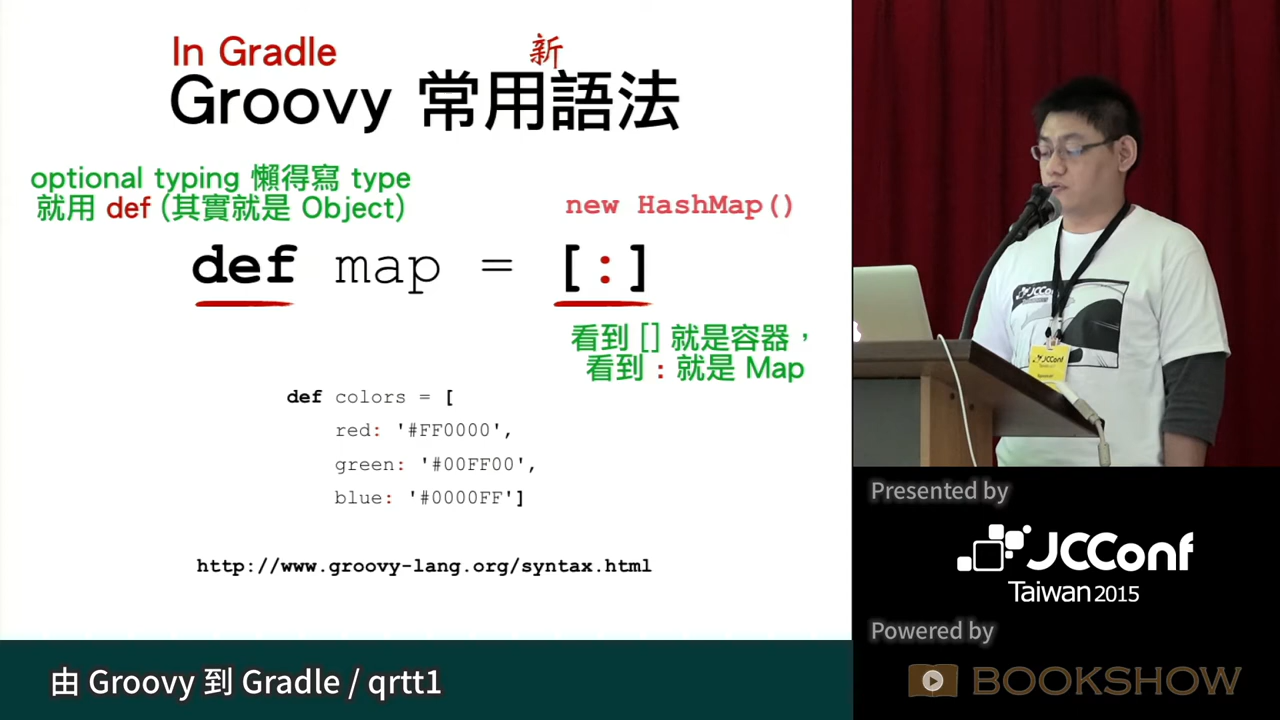 In Gradle
新
Groovy 常用語法
optional typing 懶得寫 type
就用 def (其實就是 Object)
new HashMap()
def map = [:]
看到 [] 就是容器，
看到 : 就是 Map
def colors = [
red: '#FF0000',
green: '#00FF00',
blue: '#0000FF']
http://www.groovy-lang.org/syntax.html
JCConf
JCConf
Presented by
JCConf
Taiwan 2015
Powered by
BOOKSHOW
由 Groovy 到 Gradle / qrtt1